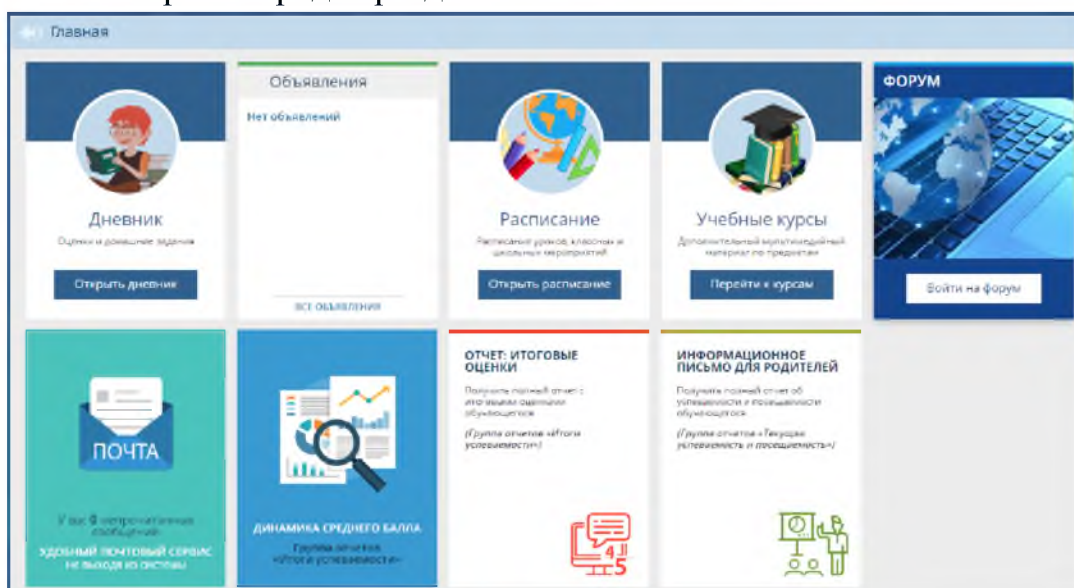 Главная
Дневник
Оценки и домашние задания
Открыть дневник
Объявления
Нет объявлений
ВСЕ ОБЪЯВЛЕНИЯ
Расписание
Расписание уроков, классных и
школьных мероприятий
Открыть расписание
Учебные курсы
Дополнительный мультимедийный
материал по предметам
Перейти к курсам
ФОРУМ
Войти на форум
ПОЧТА
У вас 0 непрочитанных
сообщений
УДОБНЫЙ ПОЧТОВЫЙ СЕРВИС
НЕ ВЫХОДЯ ИЗ СИСТЕМЫ
ДИНАМИКА СРЕДНЕГО БАЛЛА
Группа отчетов
«Итоги успеваемости»
ОТЧЕТ: ИТОГОВЫЕ
ОЦЕНКИ
Получить полный отчет с
итоговыми оценками
обучающегося
(Группа отчетов «Итоги
успеваемости»)
4
5
ИНФОРМАЦИОННОЕ
ПИСЬМО ДЛЯ РОДИТЕЛЕЙ
Получить полный отчет об
успеваемости и посещаемости
обучающегося
(Группа отчетов «Текущая
успеваемость и посещаемость»)